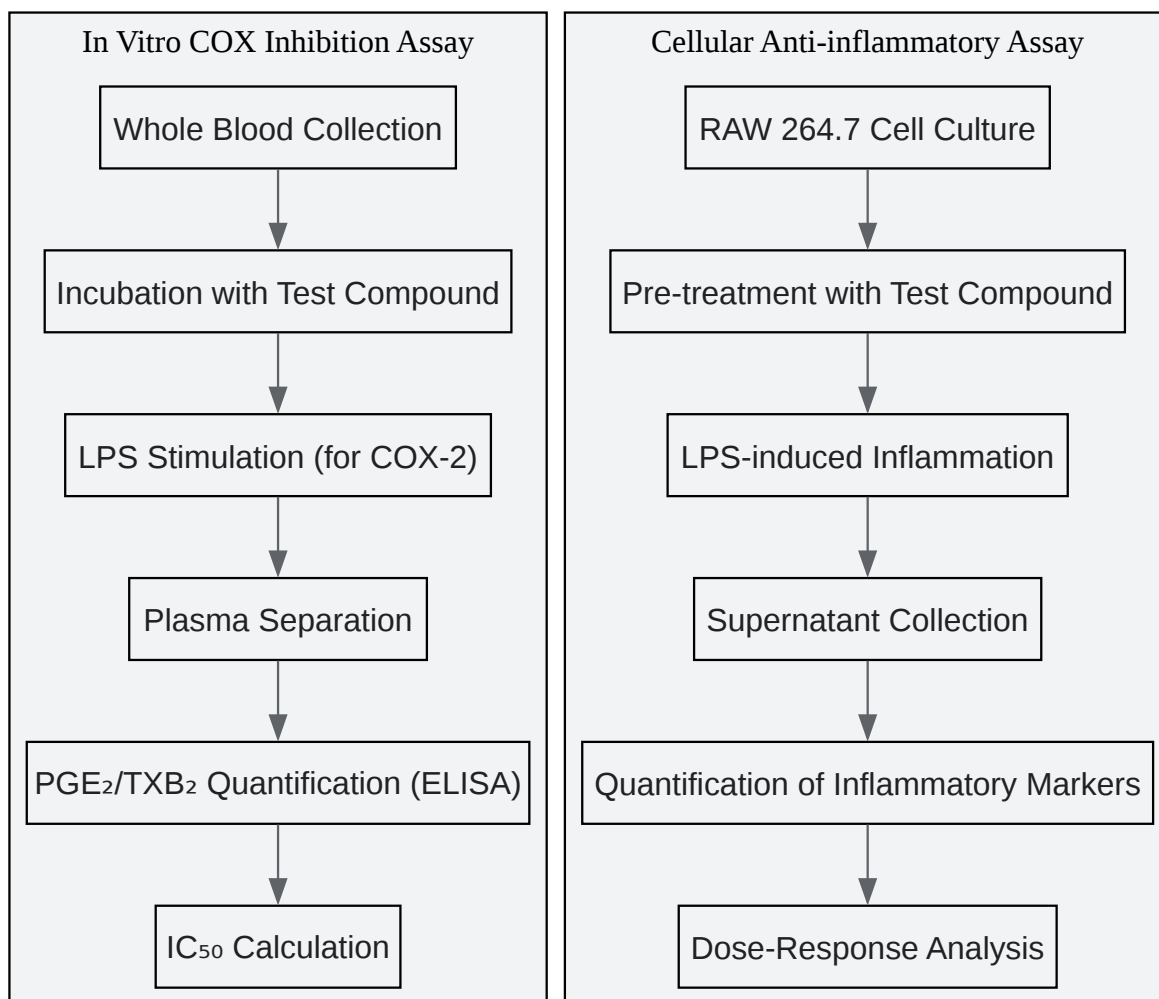 In Vitro COX Inhibition Assay
Whole Blood Collection
Incubation with Test Compound
LPS Stimulation (for COX-2)
Plasma Separation
PGE₂/TXB₂ Quantification (ELISA)
IC₅₀ Calculation
Cellular Anti-inflammatory Assay
RAW 264.7 Cell Culture
Pre-treatment with Test Compound
LPS-induced Inflammation
Supernatant Collection
Quantification of Inflammatory Markers
Dose-Response Analysis